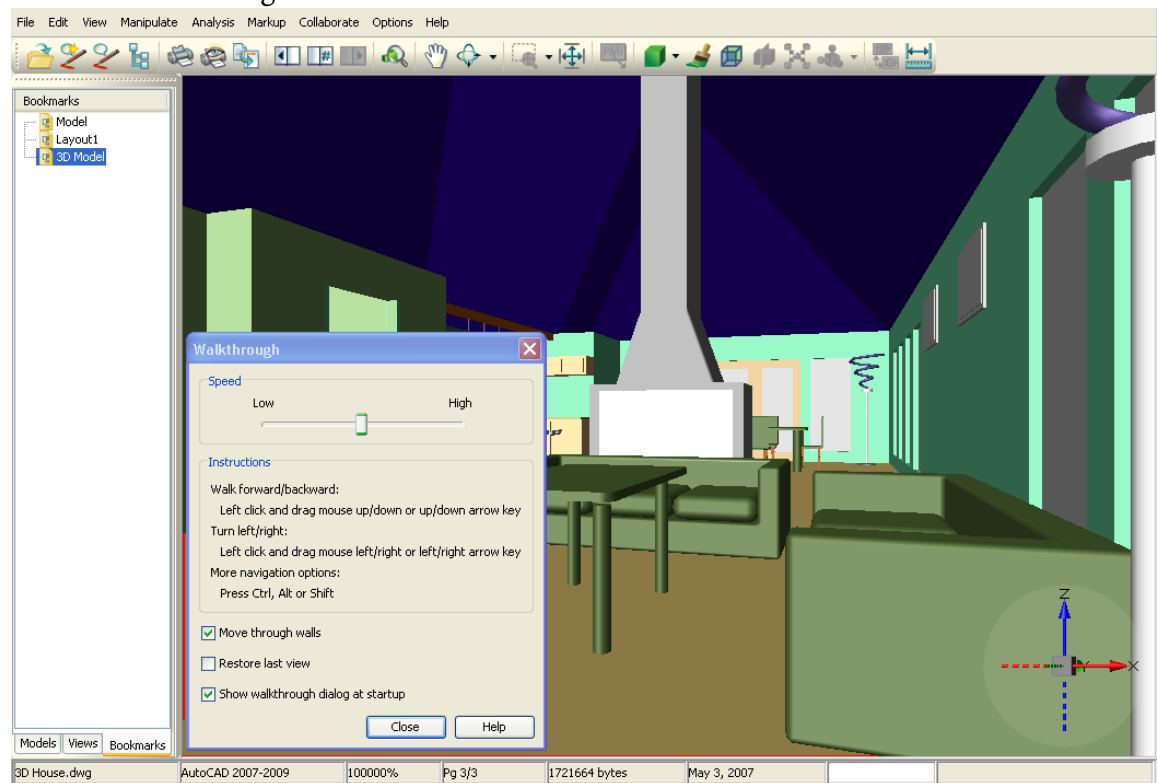 File Edit View Manipulate Analysis Markup Collaborate Options Help
PMI
Bookmarks
Model
Layout1
3D Model
Walkthrough
Speed
Low High
Instructions
Walk forward/backward:
Left click and drag mouse up/down or up/down arrow key
Turn left/right:
Left click and drag mouse left/right or left/right arrow key
More navigation options:
Press Ctrl, Alt or Shift
Move through walls
Restore last view
Show walkthrough dialog at startup
Close Help
Z
X
Models Views Bookmarks
3D House.dwg AutoCAD 2007-2009 100000% Pg 3/3 1721664 bytes May 3, 2007